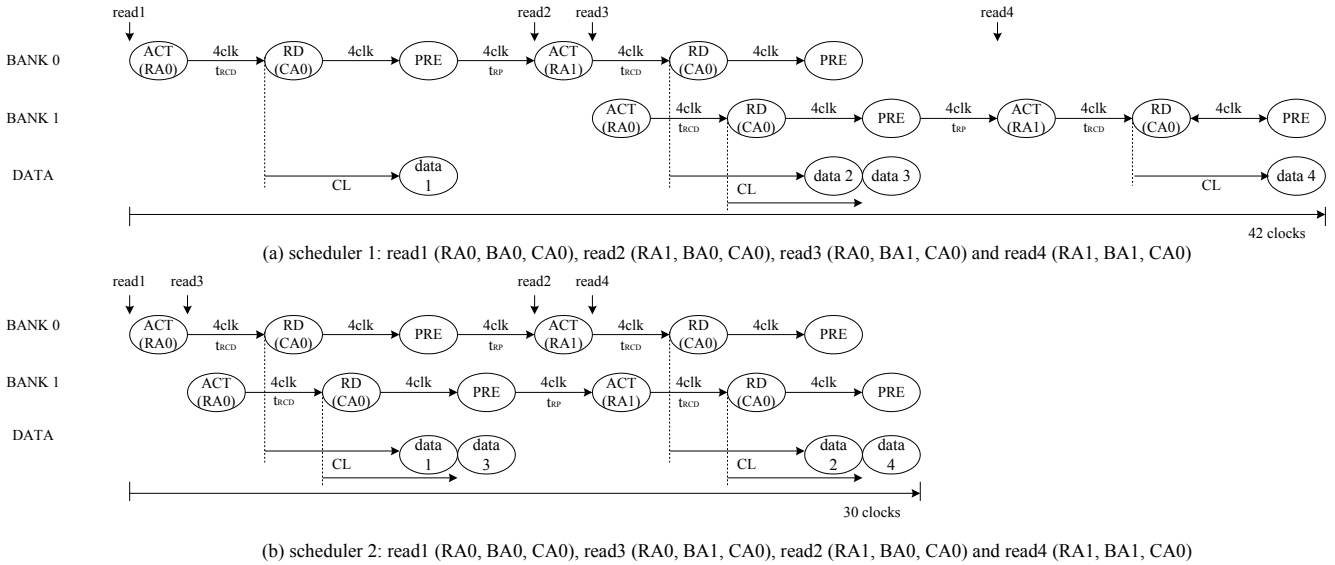 read1 read2 read3 read4
BANK 0 ACT (RA0) 4clk tRCD RD (CA0) 4clk PRE 4clk tRP ACT (RA1) 4clk tRCD RD (CA0) 4clk PRE
BANK 1 ACT (RA0) 4clk tRCD RD (CA0) 4clk PRE 4clk tRP ACT (RA1) 4clk tRCD RD (CA0) 4clk PRE
DATA CL data 1 CL data 2 data 3 CL data 4
42 clocks
(a) scheduler 1: read1 (RA0, BA0, CA0), read2 (RA1, BA0, CA0), read3 (RA0, BA1, CA0) and read4 (RA1, BA1, CA0)
read1 read3 read2 read4
BANK 0 ACT (RA0) 4clk tRCD RD (CA0) 4clk PRE 4clk tRP ACT (RA1) 4clk tRCD RD (CA0) 4clk PRE
BANK 1 ACT (RA0) 4clk tRCD RD (CA0) 4clk PRE 4clk tRP ACT (RA1) 4clk tRCD RD (CA0) 4clk PRE
DATA CL data 1 data 3 CL data 2 data 4
30 clocks
(b) scheduler 2: read1 (RA0, BA0, CA0), read3 (RA0, BA1, CA0), read2 (RA1, BA0, CA0) and read4 (RA1, BA1, CA0)